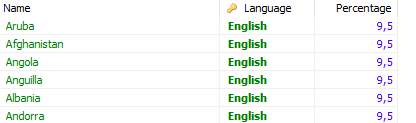 Name Language Percentage
Aruba English 9,5
Afghanistan English 9,5
Angola English 9,5
Anguilla English 9,5
Albania English 9,5
Andorra English 9,5